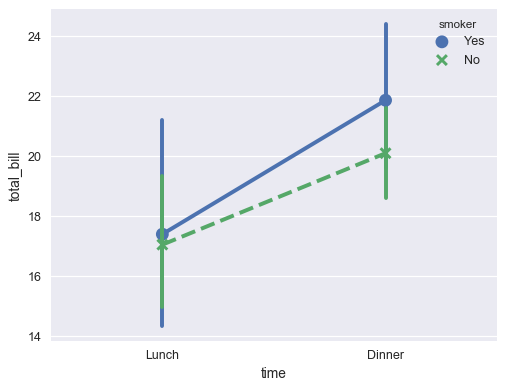 smoker
Yes
No
24
22
20
18
16
14
total_bill
Lunch
Dinner
time